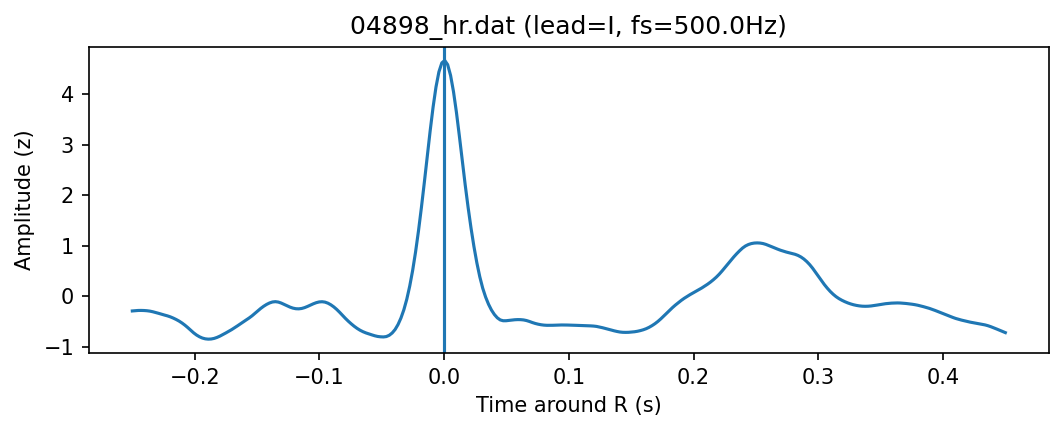 04898_hr.dat (lead=I, fs=500.0Hz)
Amplitude (z)
4
3
2
1
0
−1
−0.2 −0.1 0.0 0.1 0.2 0.3 0.4
Time around R (s)